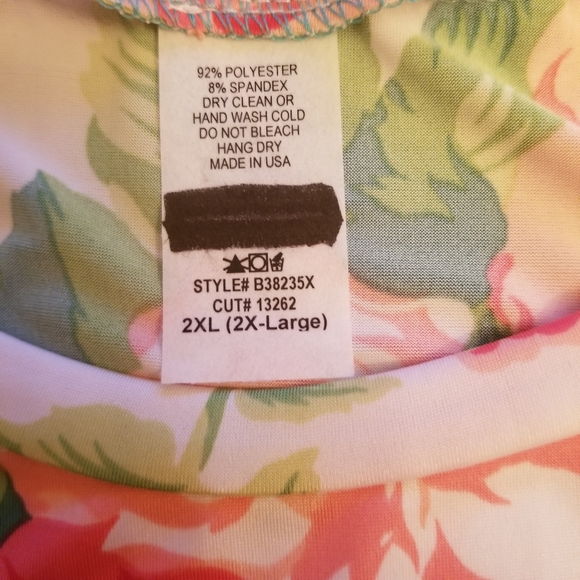 92% POLYESTER
8% SPANDEX
DRY CLEAN OR
HAND WASH COLD
DO NOT BLEACH
HANG DRY
MADE IN USA
STYLE# B38235X
CUT# 13262
2XL (2X-Large)